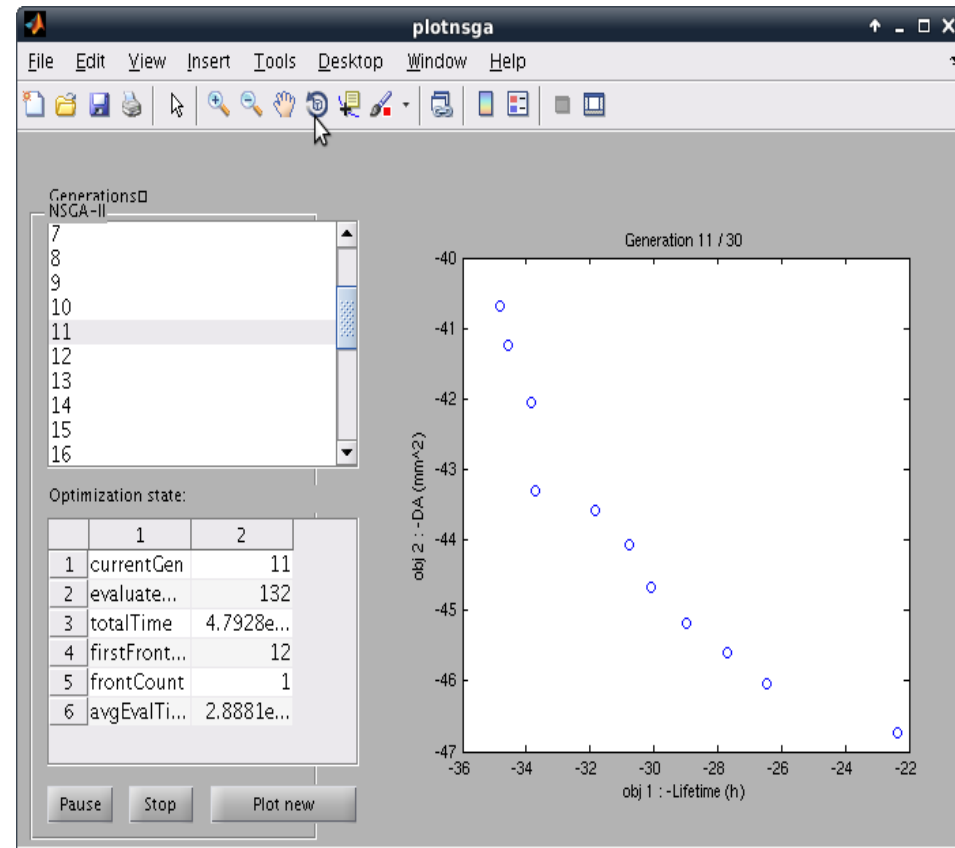 plotnsga
File Edit View Insert Tools Desktop Window Help
Generations
NSGA-II
7
8
9
10
11
12
13
14
15
16
Optimization state:
1 2
1 currentGen 11
2 evaluate... 132
3 totalTime 4.7928e...
4 firstFront... 12
5 frontCount 1
6 avgEvalTi... 2.8881e...
Pause Stop Plot new
Generation 11 / 30
-40
-41
-42
-43
-44
-45
-46
-47
obj 2 : -DA (mm^2)
-36 -34 -32 -30 -28 -26 -24 -22
obj 1 : -Lifetime (h)